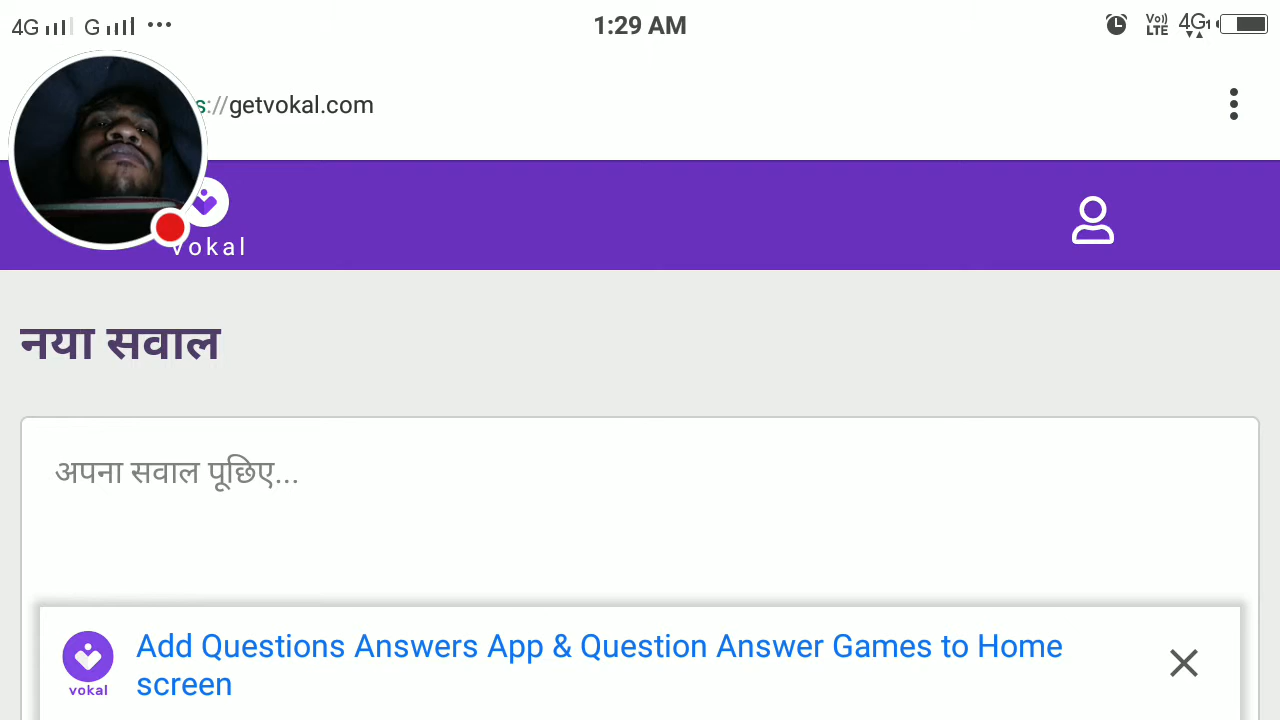 4G G ... 1:29 AM Vo)) LTE 4G1
s://getvokal.com
vokal
नया सवाल
अपना सवाल पूछिए...
Add Questions Answers App & Question Answer Games to Home
screen
vokal